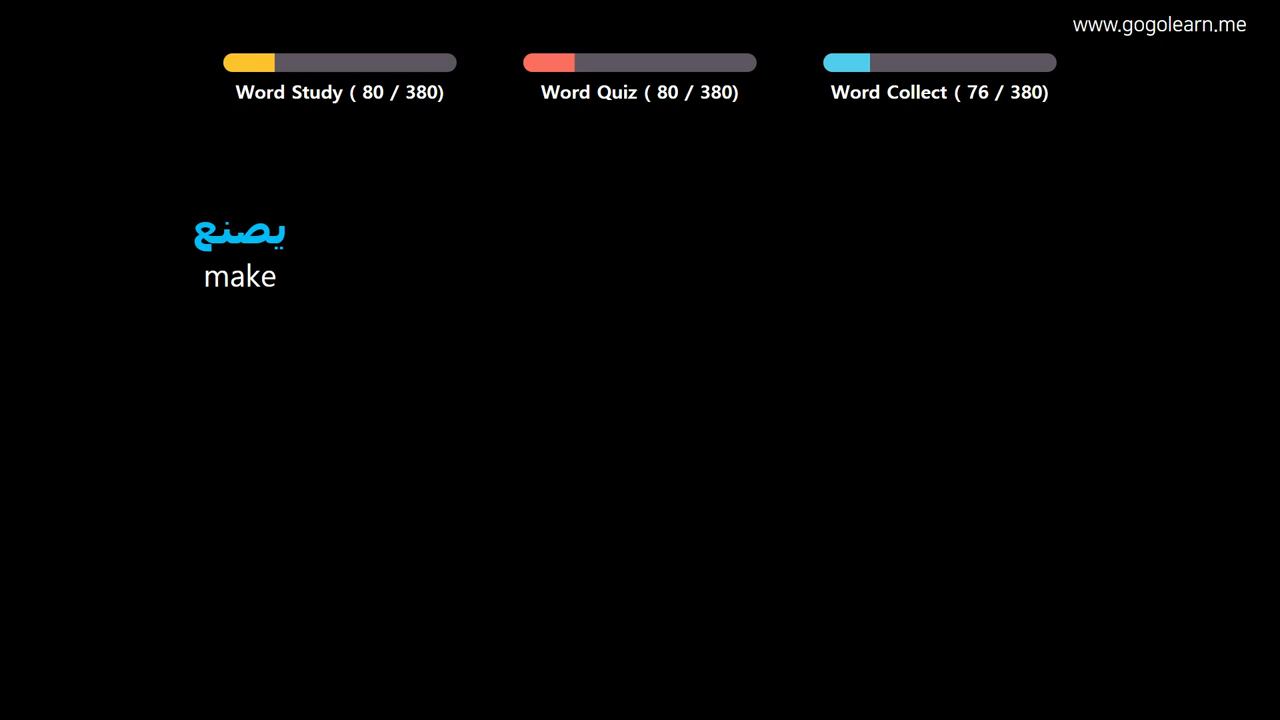 www.gogolearn.me
Word Study ( 80 / 380)
Word Quiz ( 80 / 380)
Word Collect ( 76 / 380)
يصنع
make